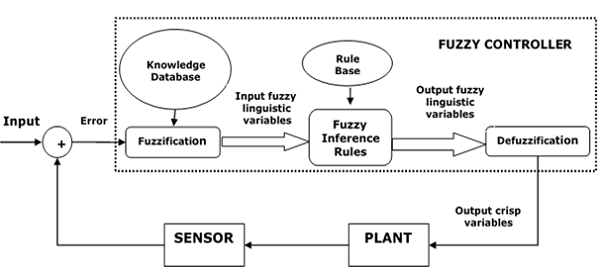 FUZZY CONTROLLER
Knowledge
Database
Rule
Base
Input fuzzy
linguistic
variables
Output fuzzy
linguistic
variables
Input
Error
+
Fuzzification
Fuzzy
Inference
Rules
Defuzzification
Output crisp
variables
SENSOR
PLANT